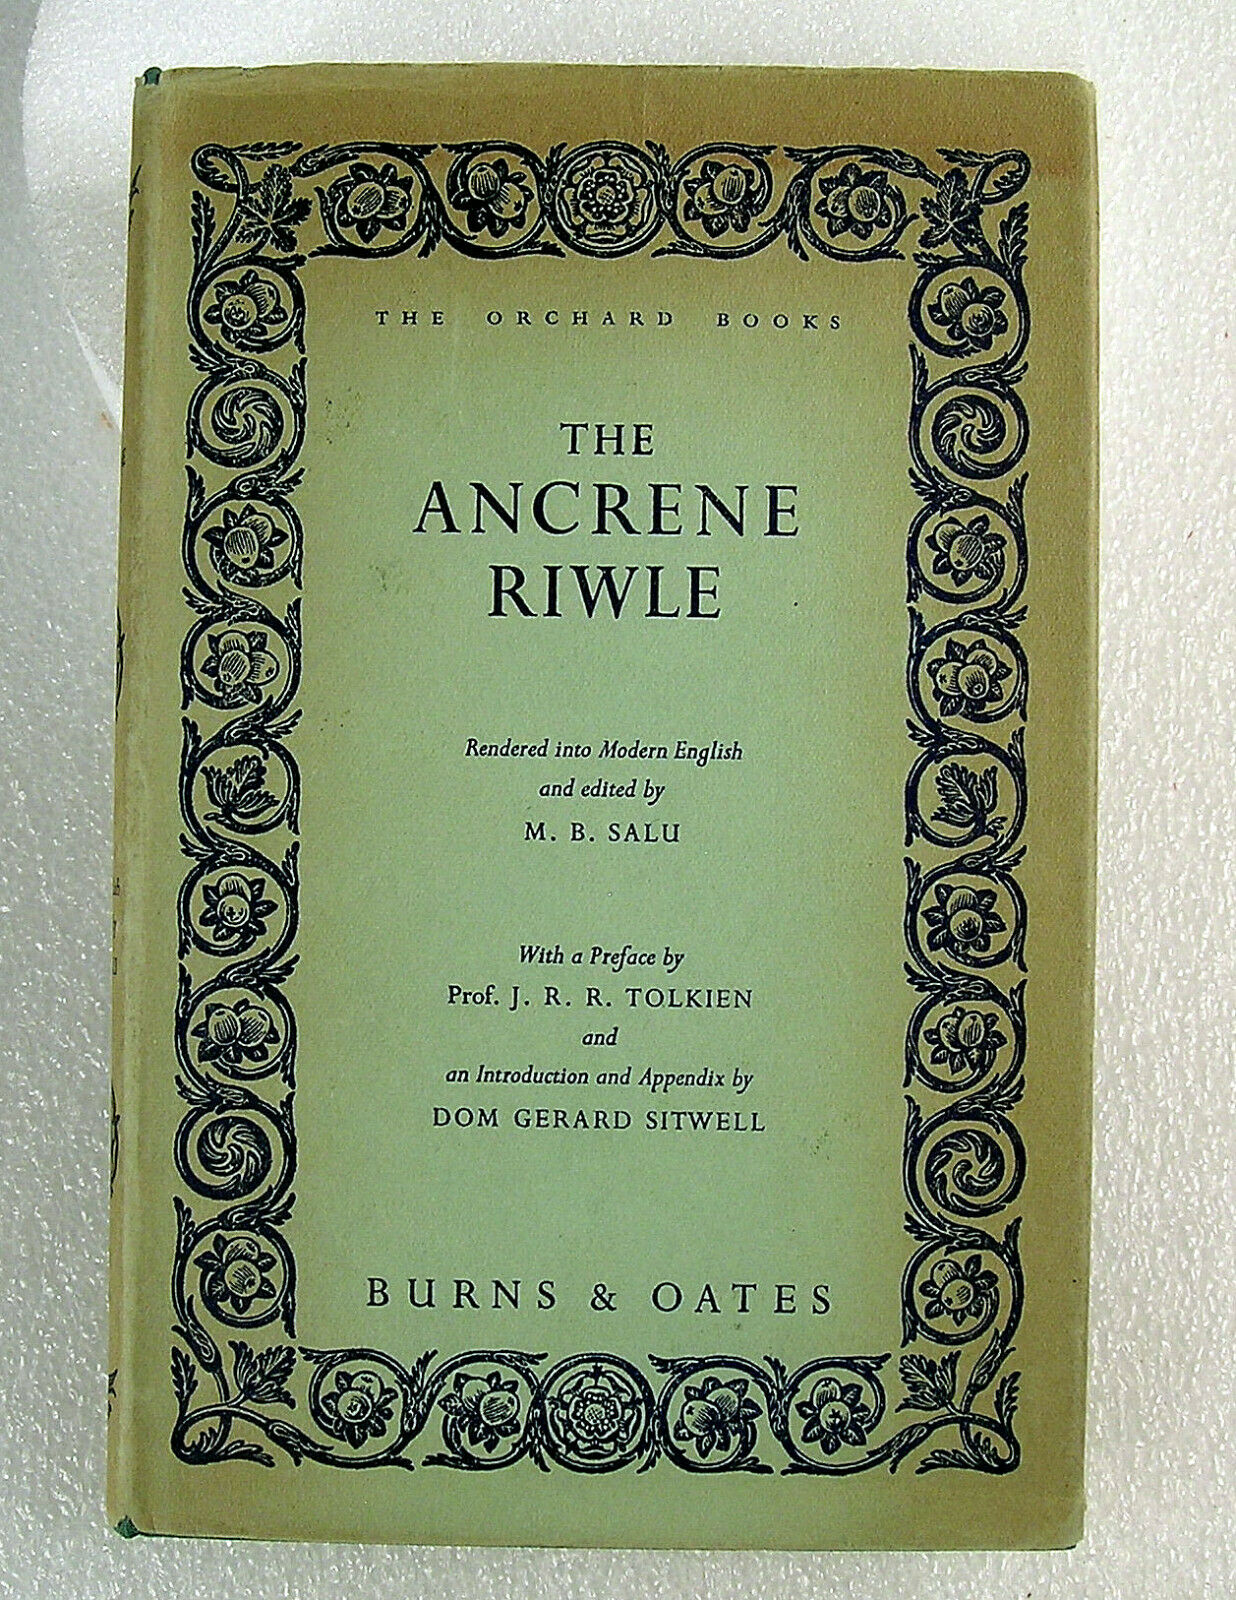 THE ORCHARD BOOKS
THE
ANCRENE
RIWLE
Rendered into Modern English
and edited by
M. B. SALU
With a Preface by
Prof. J. R. R. TOLKIEN
and
an Introduction and Appendix by
DOM GERARD SITWELL
BURNS & OATES